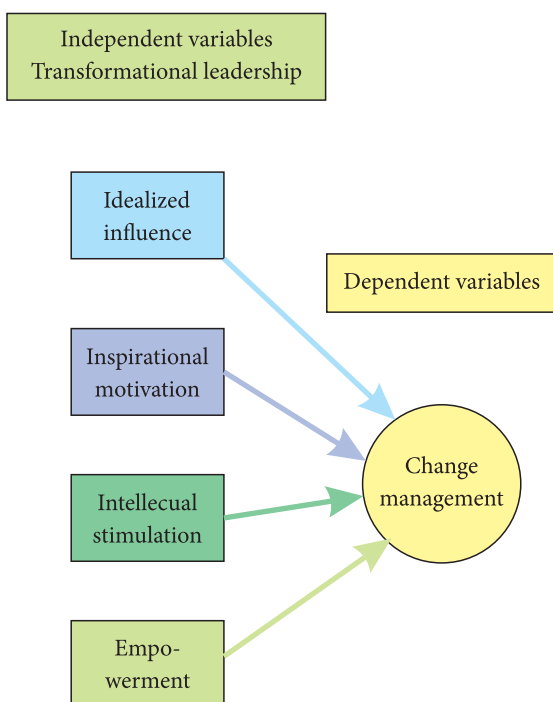 Independent variables
Transformational leadership
Idealized
influence
Dependent variables
Inspirational
motivation
Change
management
Intellecual
stimulation
Empo-
werment